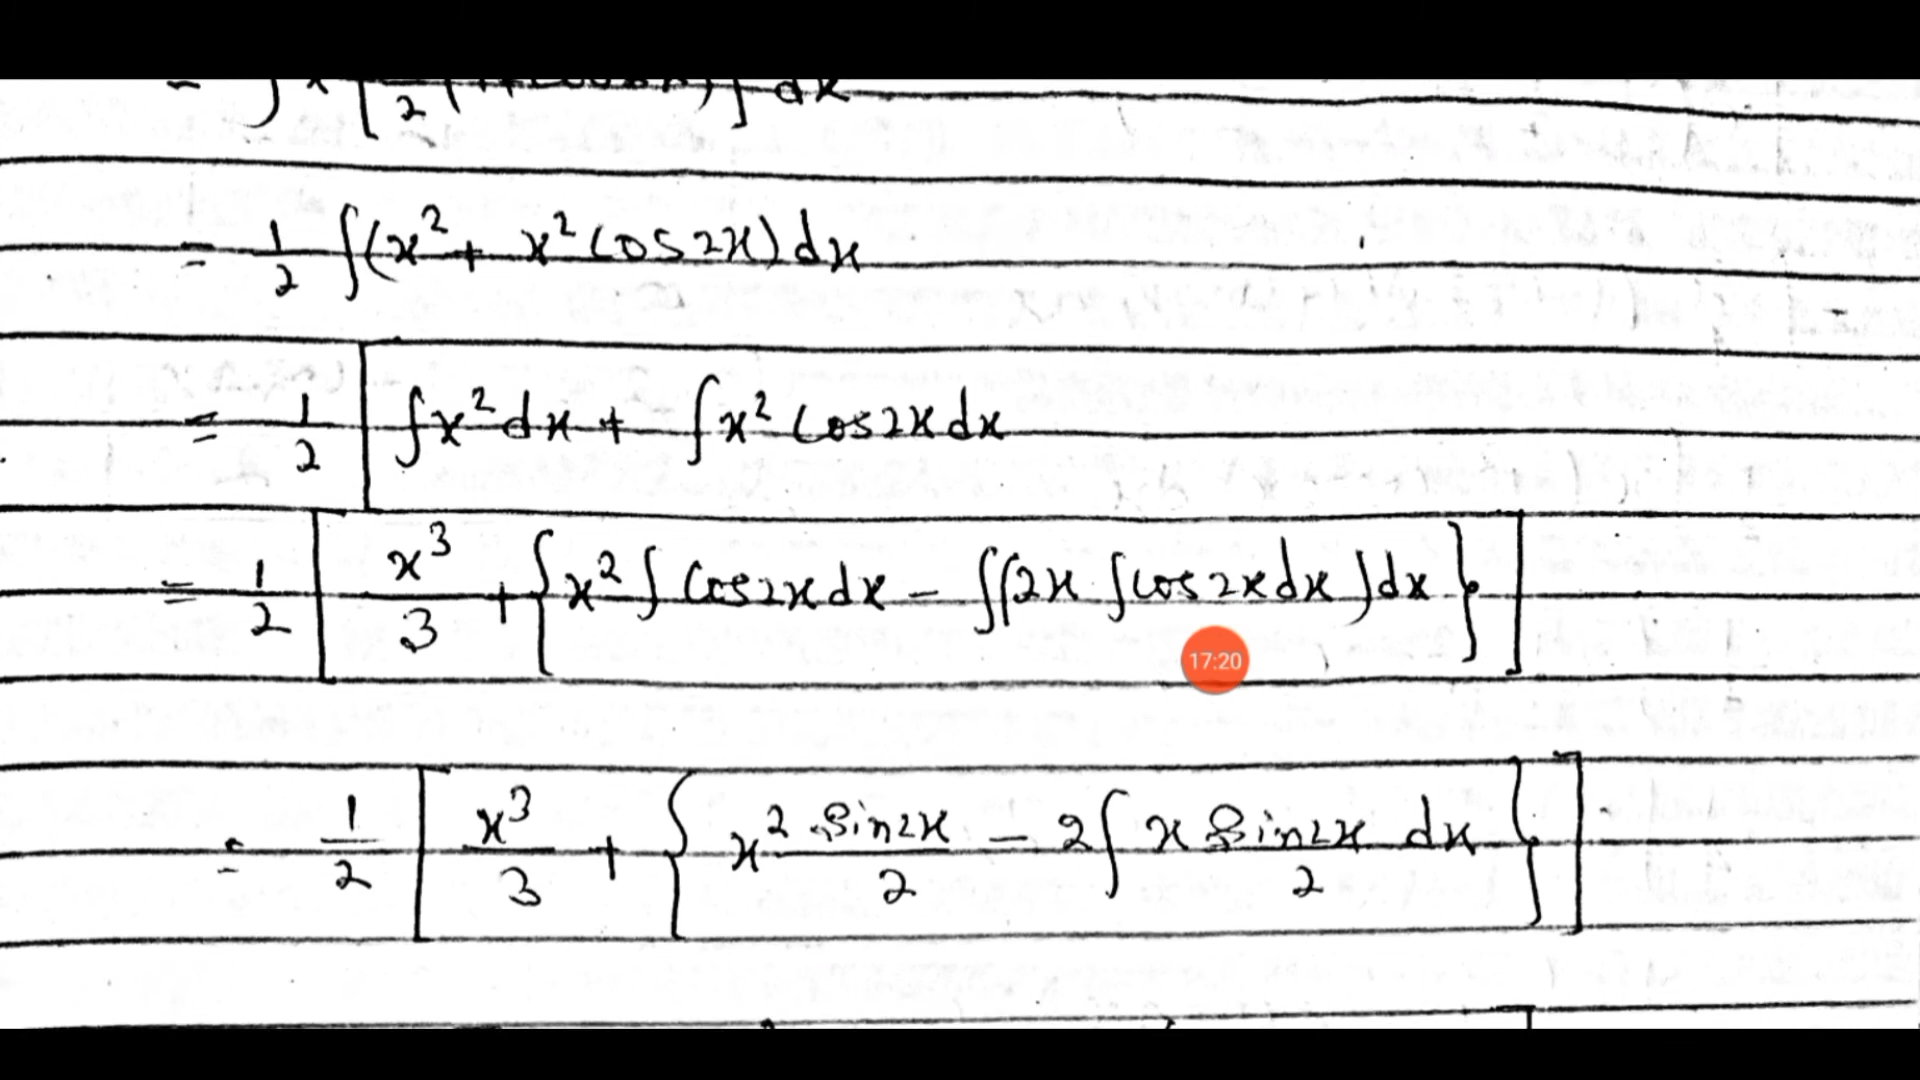 = 1/2 ∫(x² + x² cos2x) dx
= 1/2 [ ∫x² dx + ∫x² cos2x dx
= 1/2 [ x³/3 + { x² ∫ cos2x dx - ∫(2x ∫cos2x dx) dx } ]
17:20
= 1/2 [ x³/3 + { x² sin2x/2 - 2∫ x sin2x/2 dx } ]